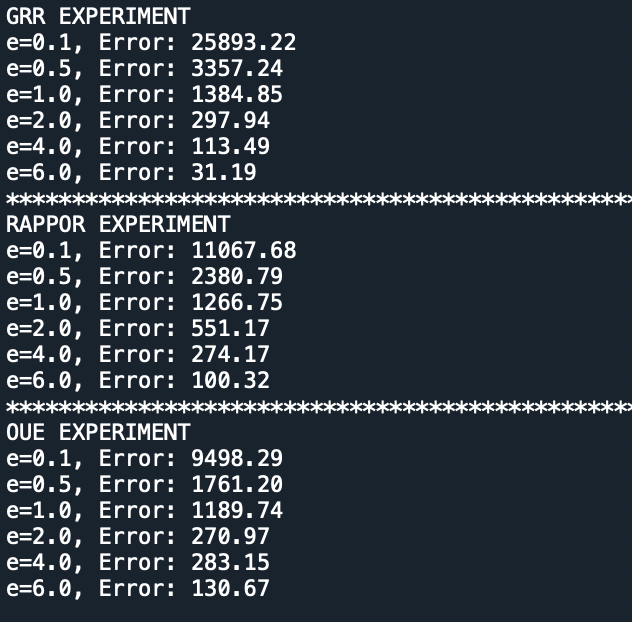 GRR EXPERIMENT
e=0.1, Error: 25893.22
e=0.5, Error: 3357.24
e=1.0, Error: 1384.85
e=2.0, Error: 297.94
e=4.0, Error: 113.49
e=6.0, Error: 31.19
************************************************
RAPPOR EXPERIMENT
e=0.1, Error: 11067.68
e=0.5, Error: 2380.79
e=1.0, Error: 1266.75
e=2.0, Error: 551.17
e=4.0, Error: 274.17
e=6.0, Error: 100.32
************************************************
OUE EXPERIMENT
e=0.1, Error: 9498.29
e=0.5, Error: 1761.20
e=1.0, Error: 1189.74
e=2.0, Error: 270.97
e=4.0, Error: 283.15
e=6.0, Error: 130.67